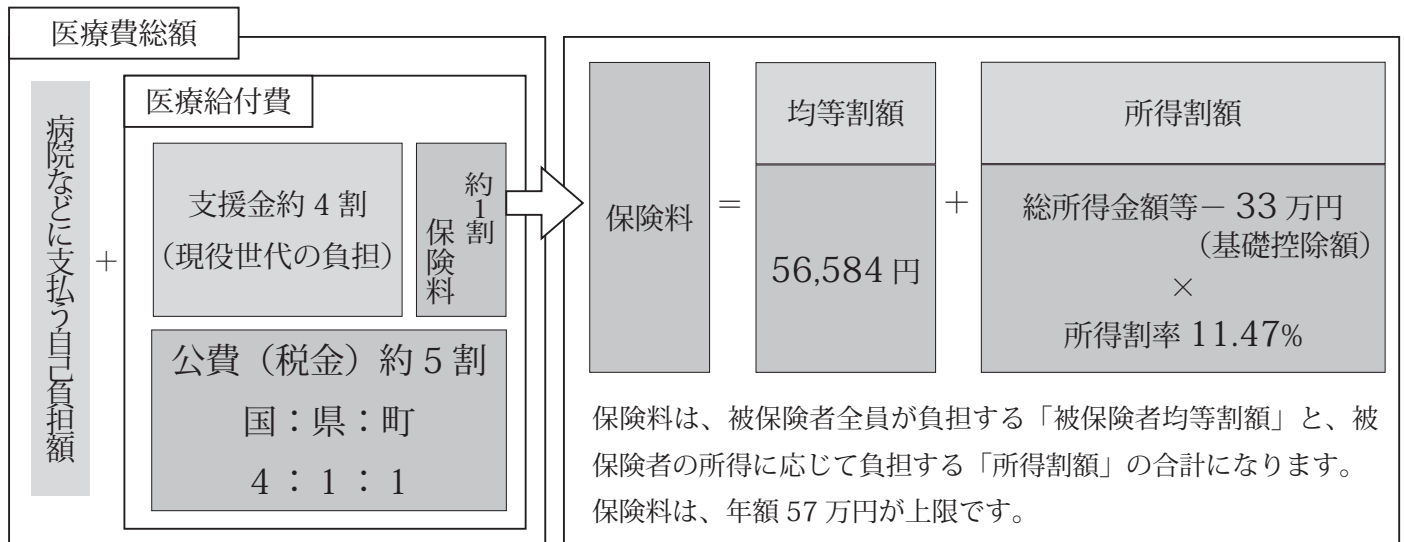 医療費総額
病院などに支払う自己負担額
+
医療給付費
支援金約 4 割
(現役世代の負担)
約1割
保険料
公費（税金）約 5 割
国：県：町
4 ： 1 ： 1
保険料
=
均等割額
56,584 円
+
所得割額
総所得金額等－ 33 万円
(基礎控除額)
×
所得割率 11.47%
保険料は、被保険者全員が負担する「被保険者均等割額」と、被
保険者の所得に応じて負担する「所得割額」の合計になります。
保険料は、年額 57 万円が上限です。